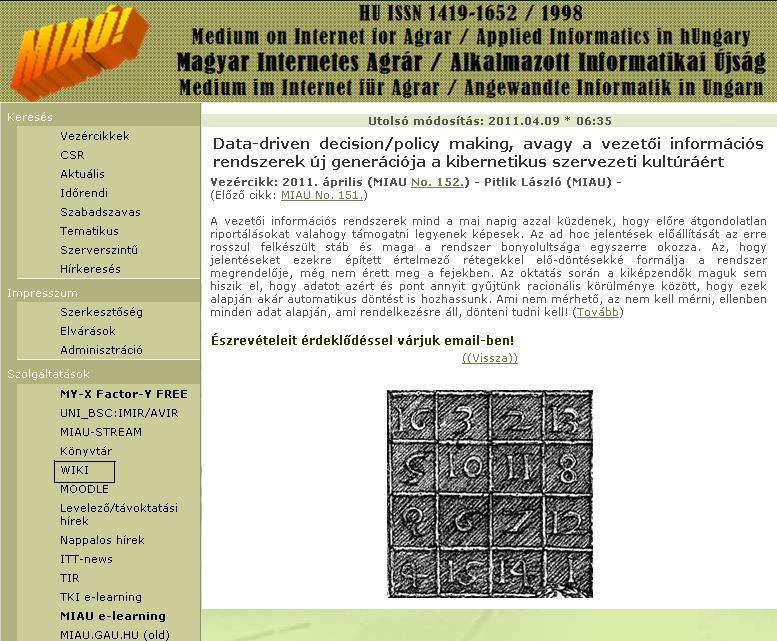 MIAÚ!
HU ISSN 1419-1652 / 1998
Medium on Internet for Agrar / Applied Informatics in hUngary
Magyar Internetes Agrár / Alkalmazott Informatikai Újság
Medium im Internet für Agrar / Angewandte Informatik in Ungarn
Keresés
Vezércikkek
CSR
Aktuális
Időrendi
Szabadszavas
Tematikus
Szerverszintű
Hírkeresés
Impresszum
Szerkesztőség
Elvárások
Adminisztráció
Szolgáltatások
MY-X Factor-Y FREE
UNI_BSC:IMIR/AVIR
MIAU-STREAM
Könyvtár
WIKI
MOODLE
Levelező/távoktatási
hírek
Nappalos hírek
ITT-news
TIR
TKI e-learning
MIAU e-learning
MIAU.GAU.HU (old)
Utolsó módosítás: 2011.04.09 * 06:35
Data-driven decision/policy making, avagy a vezetői információs
rendszerek új generációja a kibernetikus szervezeti kultúráért
Vezércikk: 2011. április (MIAU No. 152.) - Pitlik László (MIAU) -
(Előző cikk: MIAU No. 151.)
A vezetői információs rendszerek mind a mai napig azzal küzdenek, hogy előre átgondolatlan
riportálásokat valahogy támogatni legyenek képesek. Az ad hoc jelentések előállítását az erre
rosszul felkészült stáb és maga a rendszer bonyolultsága egyszerre okozza. Az, hogy
jelentéseket ezekre épített értelmező rétegekkel elő-döntésekké formálja a rendszer
megrendelője, még nem érett meg a fejekben. Az oktatás során a kiképzendők maguk sem
hiszik el, hogy adatot azért és pont annyit gyűjtünk racionális körülménye között, hogy ezek
alapján akár automatikus döntést is hozhassunk. Ami nem mérhető, az nem kell mérni, ellenben
minden adat alapján, ami rendelkezésre áll, dönteni tudni kell! (Tovább)
Észrevételeit érdeklődéssel várjuk email-ben!
((Vissza))
16 3 2 13
5 10 11 8
9 6 7 12
4 15 14 1